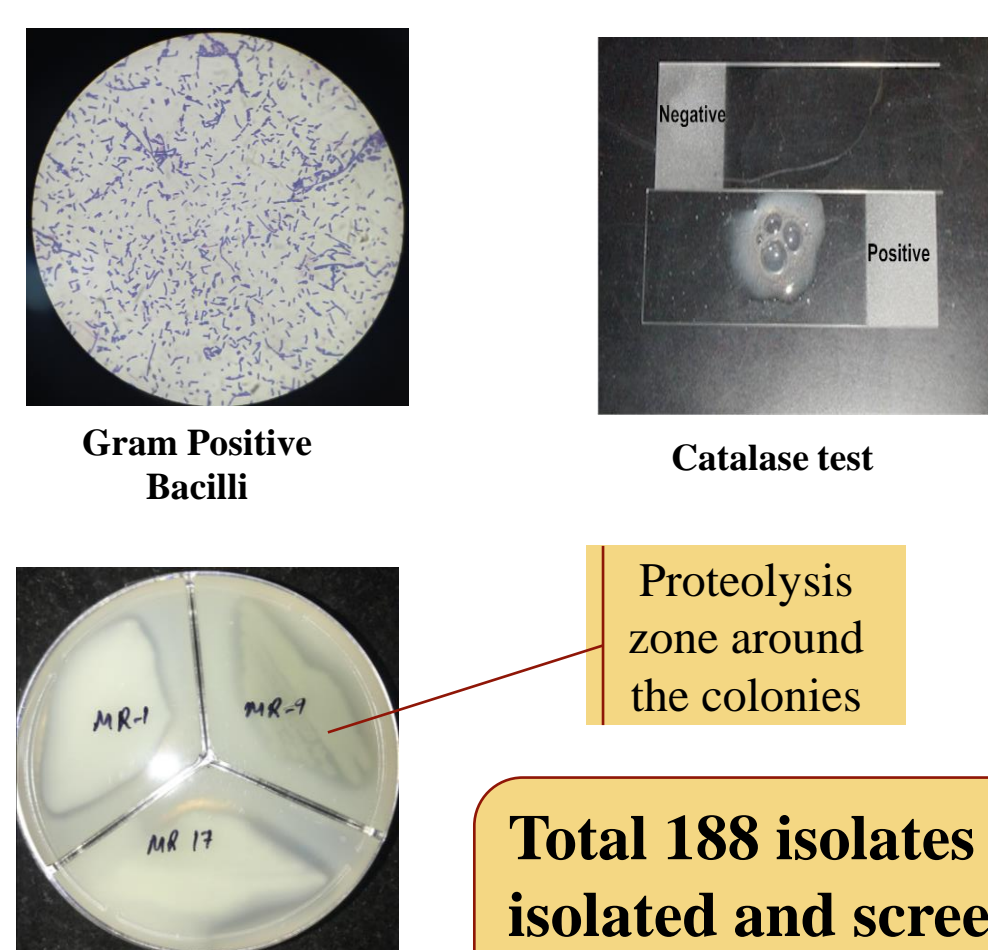 Negative
Positive
Gram Positive
Bacilli
Catalase test
Proteolysis
zone around
the colonies
MR-1
MR-9
MR 17
Total 188 isolates
isolated and scree